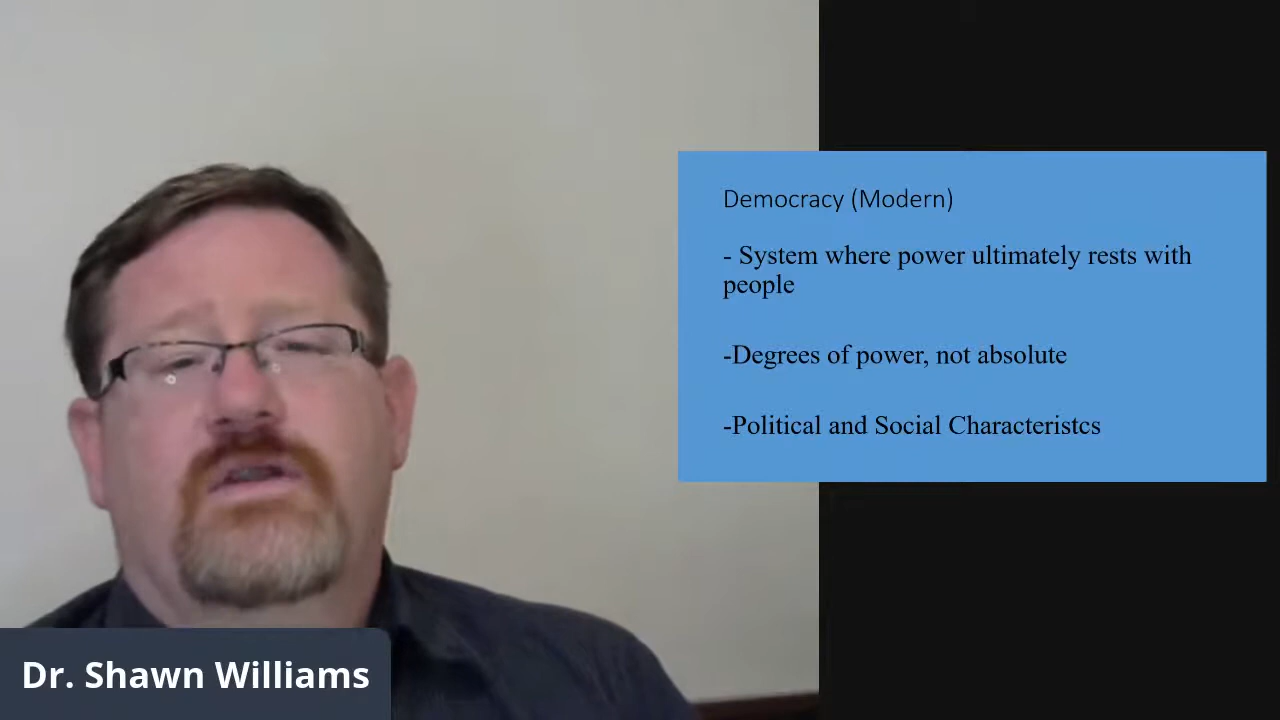 Democracy (Modern)
- System where power ultimately rests with
people
-Degrees of power, not absolute
-Political and Social Characteristcs
Dr. Shawn Williams